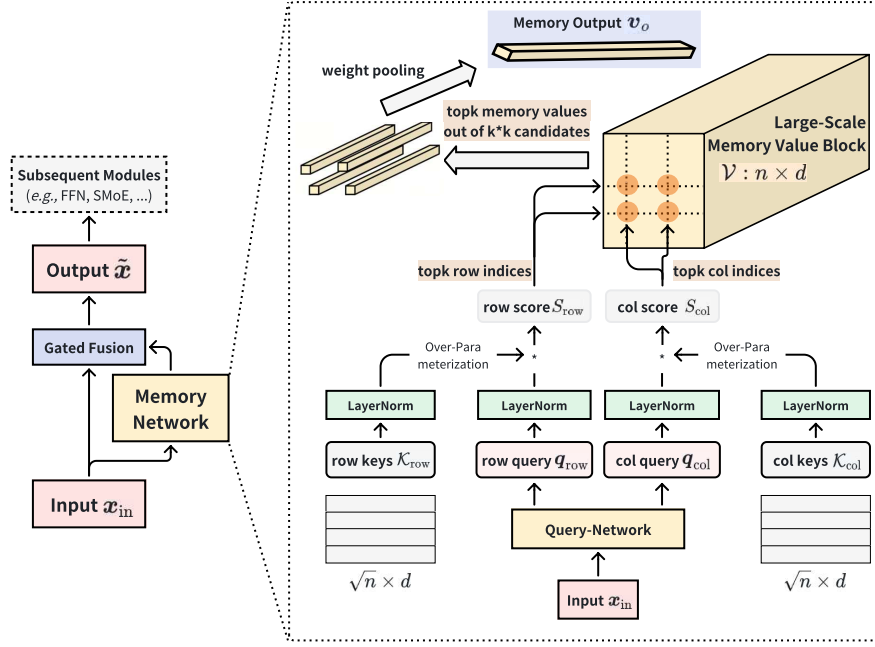 Subsequent Modules
(e.g., FFN, SMoE, ...)
Output x̃
Gated Fusion
Memory
Network
Input x_in
Memory Output v_o
weight pooling
topk memory values
out of k*k candidates
Large-Scale
Memory Value Block
𝒱 : n × d
topk row indices
topk col indices
row score S_row
col score S_col
Over-Para
meterization
*
*
Over-Para
meterization
LayerNorm
LayerNorm
LayerNorm
LayerNorm
row keys 𝒦_row
row query q_row
col query q_col
col keys 𝒦_col
Query-Network
√n × d
√n × d
Input x_in